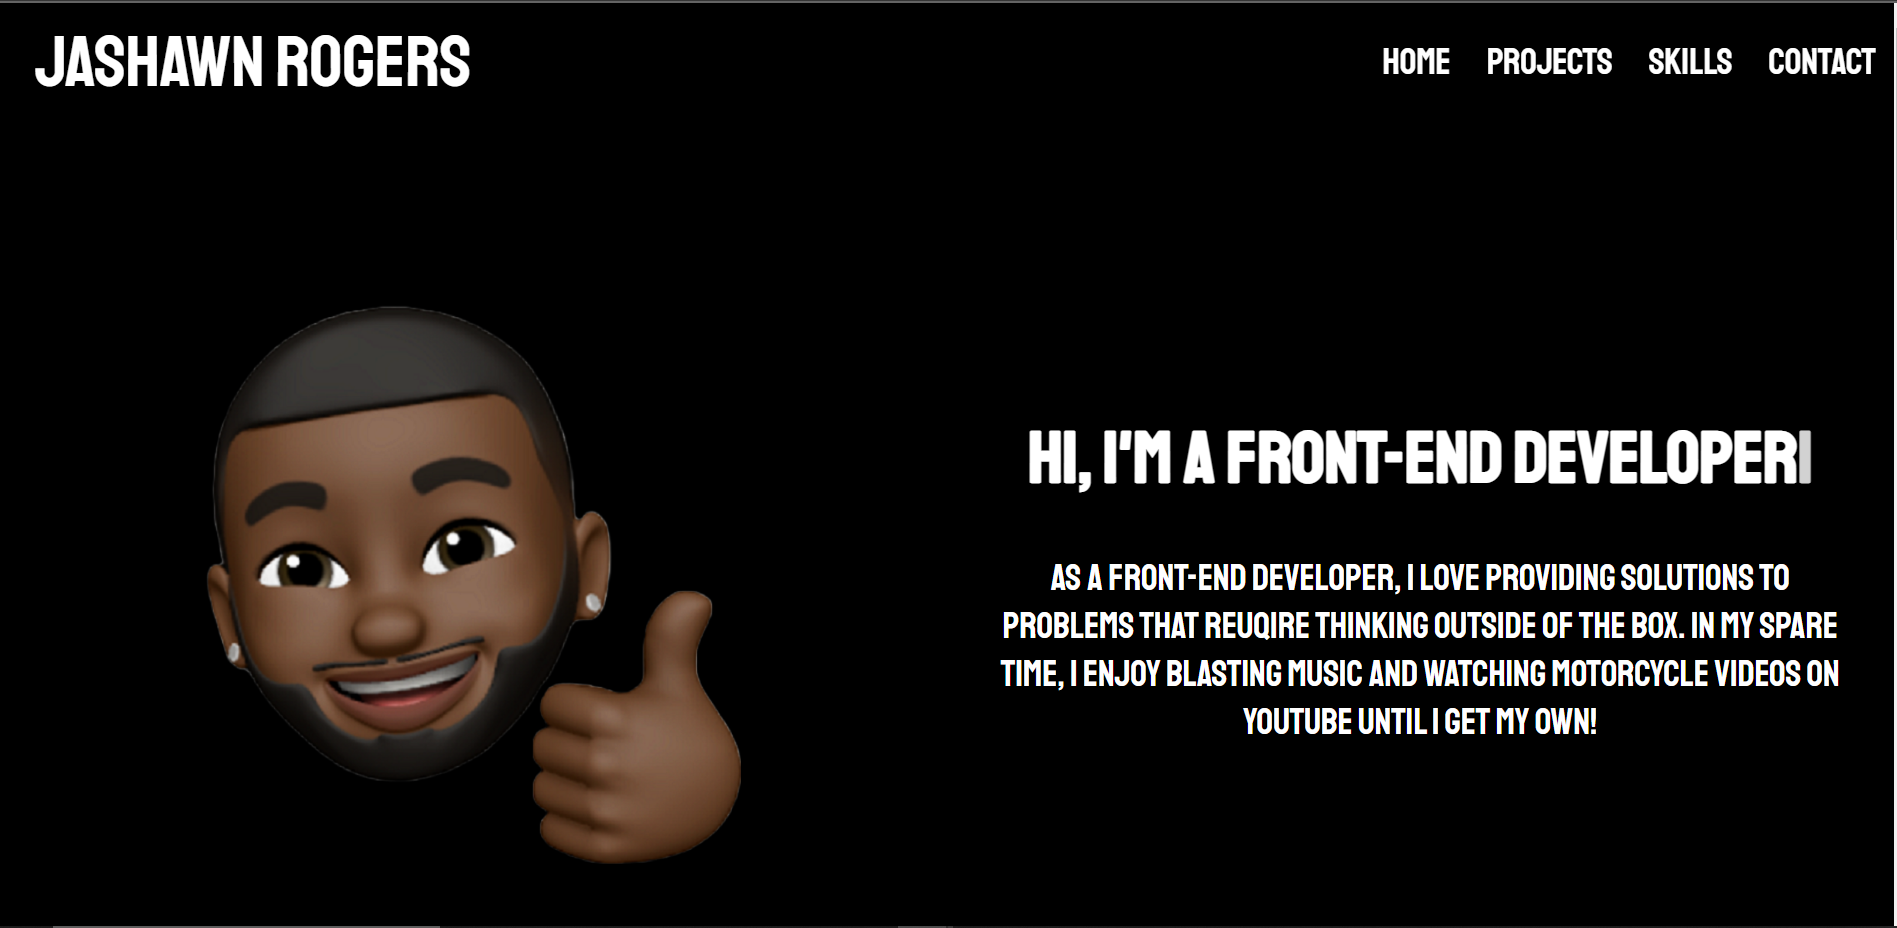 JASHAWN ROGERS
HOME PROJECTS SKILLS CONTACT
HI, I'M A FRONT-END DEVELOPER
AS A FRONT-END DEVELOPER, I LOVE PROVIDING SOLUTIONS TO
PROBLEMS THAT REUQIRE THINKING OUTSIDE OF THE BOX. IN MY SPARE
TIME, I ENJOY BLASTING MUSIC AND WATCHING MOTORCYCLE VIDEOS ON
YOUTUBE UNTIL I GET MY OWN!